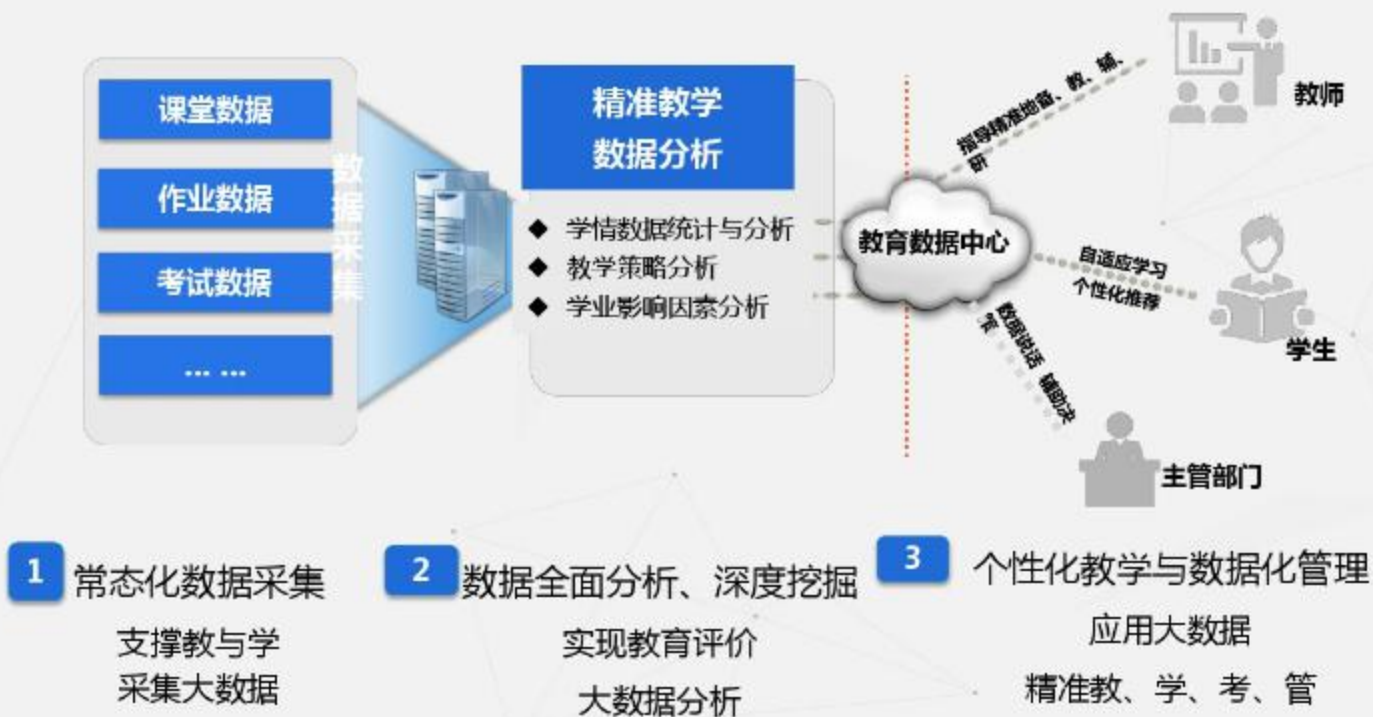 课堂数据
作业数据
考试数据
... ...
数据采集
精准教学
数据分析
◆ 学情数据统计与分析
◆ 教学策略分析
◆ 学业影响因素分析
教育数据中心
指导精准地备、教、辅、
研
教师
自适应学习
个性化推荐
学生
数据说话 辅助决
策
主管部门
1 常态化数据采集
支撑教与学
采集大数据
2 数据全面分析、深度挖掘
实现教育评价
大数据分析
3 个性化教学与数据化管理
应用大数据
精准教、学、考、管